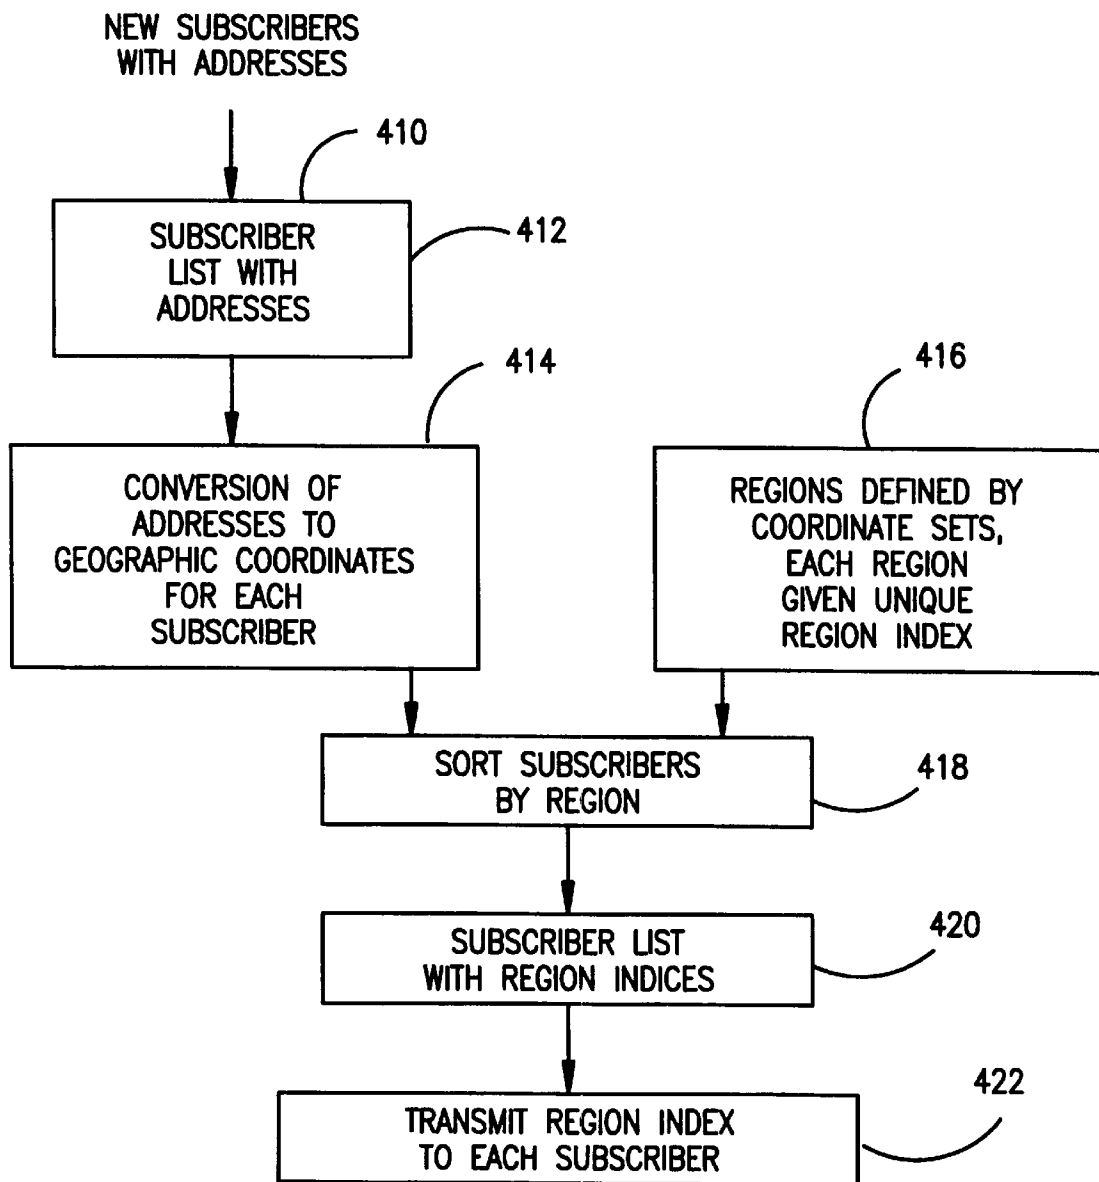 NEW SUBSCRIBERS
WITH ADDRESSES
410
SUBSCRIBER
LIST WITH
ADDRESSES
412
414
CONVERSION OF
ADDRESSES TO
GEOGRAPHIC COORDINATES
FOR EACH
SUBSCRIBER
416
REGIONS DEFINED BY
COORDINATE SETS,
EACH REGION
GIVEN UNIQUE
REGION INDEX
SORT SUBSCRIBERS
BY REGION
418
SUBSCRIBER LIST
WITH REGION INDICES
420
TRANSMIT REGION INDEX
TO EACH SUBSCRIBER
422